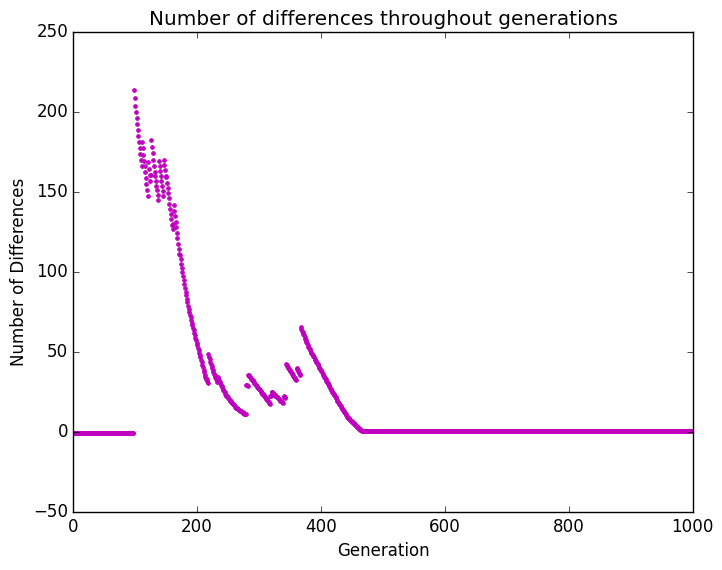 Number of differences throughout generations
250
200
150
100
50
0
−50
Number of Differences
0 200 400 600 800 1000
Generation